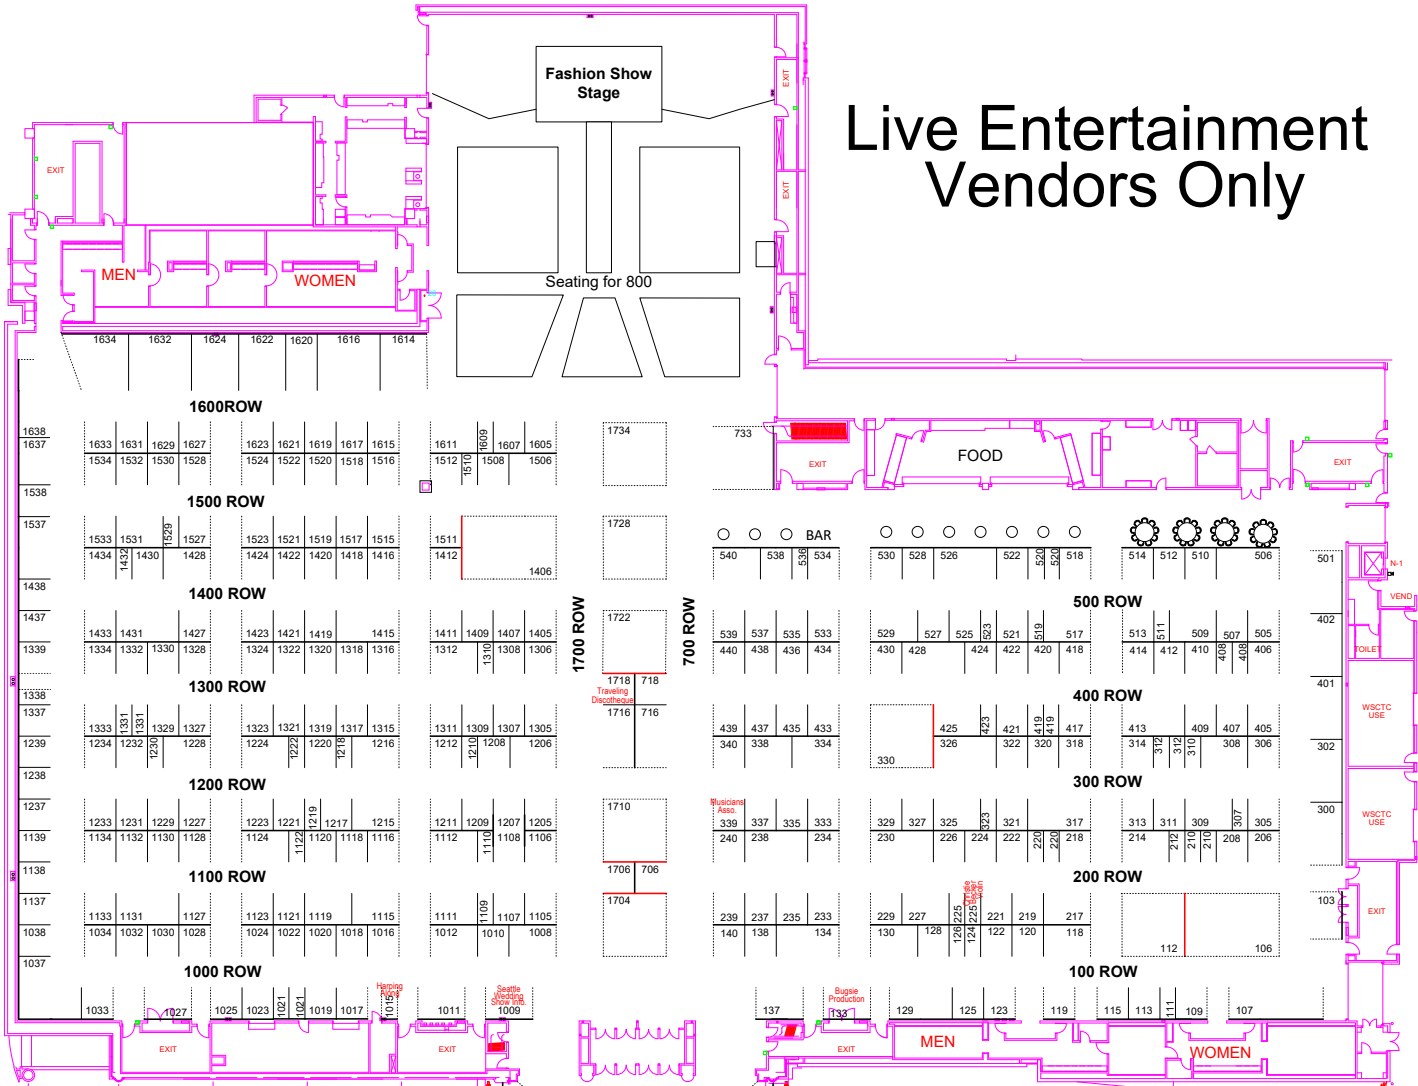 Live Entertainment
Vendors Only
Fashion Show
Stage
EXIT
EXIT
EXIT
MEN
WOMEN
Seating for 800
1634 1632 1624 1622 1620 1616 1614
1600ROW
1638
1637
1633 1631 1629 1627 1623 1621 1619 1617 1615 1611 1609 1607 1605
1534 1532 1530 1528 1524 1522 1520 1518 1516 1512 1510 1508 1506
1734
733
EXIT
FOOD
EXIT
1538
1500 ROW
1537
1533 1531 1529 1527 1523 1521 1519 1517 1515 1511
1434 1432 1430 1428 1424 1422 1420 1418 1416 1412 1406
1728
BAR
540 538 536 534 530 528 526 522 520 520 518 514 512 510 506
501
N-1
VEND
1438
1400 ROW
1437
1433 1431 1427 1423 1421 1419 1415 1411 1409 1407 1405
1339
1334 1332 1330 1328 1324 1322 1320 1318 1316 1312 1310 1308 1306
1700 ROW
1722
700 ROW
500 ROW
402
539 537 535 533 529 527 525 523 521 519 517 513 511 509 507 505
440 438 436 434 430 428 424 422 420 418 414 412 410 408 408 406
TOILET
1300 ROW
1338
1337
1333 1331 1331 1329 1327 1323 1321 1319 1317 1315 1311 1309 1307 1305
1239
1234 1232 1230 1228 1224 1222 1220 1218 1216 1212 1210 1208 1206
1718 718
Traveling
Discotheque
1716 716
400 ROW
401
WSCTC
USE
439 437 435 433 425 423 421 419 419 417 413 409 407 405
340 338 334 330 326 322 320 318 314 312 312 310 308 306
302
1238
1200 ROW
1237
1233 1231 1229 1227 1223 1221 1219 1217 1215 1211 1209 1207 1205
1139
1134 1132 1130 1128 1124 1122 1120 1118 1116 1112 1110 1108 1106
1710
300 ROW
300
WSCTC
USE
Musicians
Asso.
339 337 335 333 329 327 325 323 321 317 313 311 309 307 305
240 238 234 230 226 224 222 220 220 218 214 212 210 210 208 206
1138
1100 ROW
1706 706
200 ROW
1137
1133 1131 1127 1123 1121 1119 1115 1111 1109 1107 1105
1038
1034 1032 1030 1028 1024 1022 1020 1018 1016 1012 1010 1008
1704
239 237 235 233 229 227 225 225 221 219 217
140 138 134 130 128 126 124 122 120 118 112 106
103
EXIT
1037
1000 ROW
100 ROW
Harping
Along
Seattle
Wedding
Show Info.
Bugsie
Production
1033 1027 1025 1023 1021 1021 1019 1017 1015 1011 1009
137 133 129 125 123 119 115 113 111 109 107
EXIT
EXIT
EXIT
MEN
WOMEN